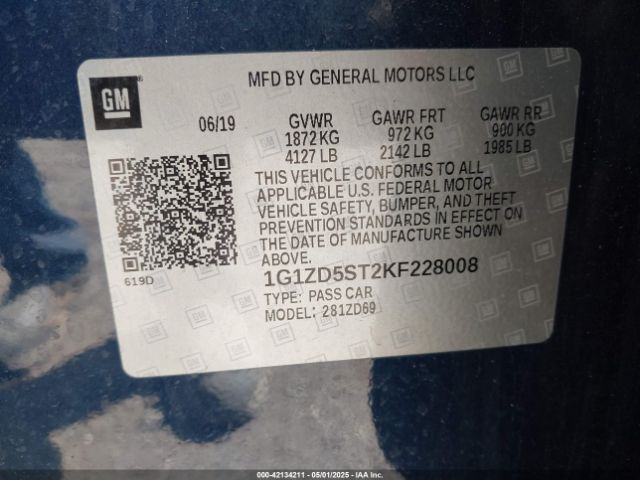 GM
MFD BY GENERAL MOTORS LLC
06/19 GVWR GAWR FRT GAWR RR
1872 KG 972 KG 900 KG
4127 LB 2142 LB 1985 LB
THIS VEHICLE CONFORMS TO ALL
APPLICABLE U.S. FEDERAL MOTOR
VEHICLE SAFETY, BUMPER, AND THEFT
PREVENTION STANDARDS IN EFFECT ON
THE DATE OF MANUFACTURE SHOWN
ABOVE.
619D
1G1ZD5ST2KF228008
TYPE: PASS CAR
MODEL: 281ZD69
000-42134211 - 05/01/2025 - IAAI.COM